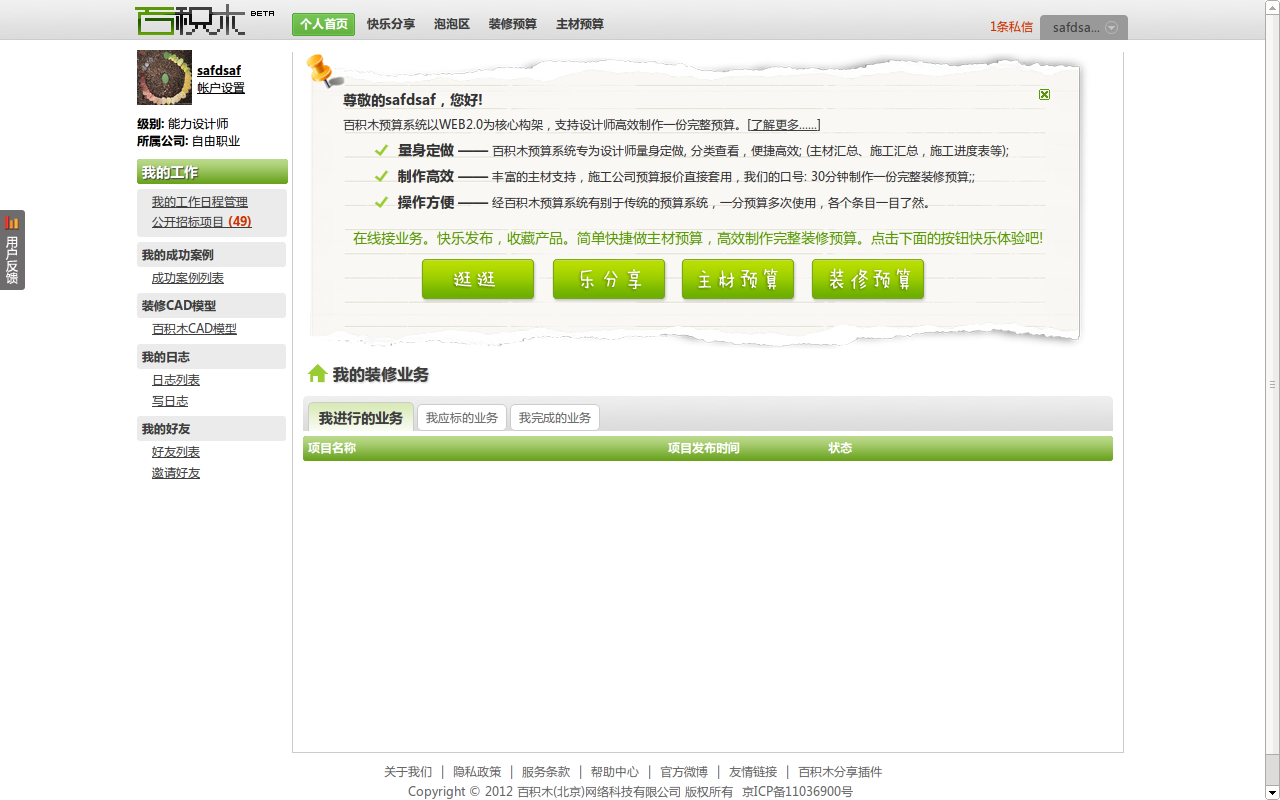 百积木 BETA
个人首页 快乐分享 泡泡区 装修预算 主材预算
1条私信 safdsa...
safdsaf
帐户设置
级别: 能力设计师
所属公司: 自由职业
我的工作
我的工作日程管理
公开招标项目 (49)
我的成功案例
成功案例列表
装修CAD模型
百积木CAD模型
我的日志
日志列表
写日志
我的好友
好友列表
邀请好友
用户反馈
尊敬的safdsaf，您好!
百积木预算系统以WEB2.0为核心构架，支持设计师高效制作一份完整预算。[了解更多......]
量身定做 —— 百积木预算系统专为设计师量身定做, 分类查看，便捷高效; (主材汇总、施工汇总，施工进度表等);
制作高效 —— 丰富的主材支持，施工公司预算报价直接套用，我们的口号: 30分钟制作一份完整装修预算;;
操作方便 —— 经百积木预算系统有别于传统的预算系统，一分预算多次使用，各个条目一目了然。
在线接业务。快乐发布，收藏产品。简单快捷做主材预算，高效制作完整装修预算。点击下面的按钮快乐体验吧!
逛逛 乐分享 主材预算 装修预算
我的装修业务
我进行的业务 我应标的业务 我完成的业务
项目名称 项目发布时间 状态
关于我们 | 隐私政策 | 服务条款 | 帮助中心 | 官方微博 | 友情链接 | 百积木分享插件
Copyright © 2012 百积木(北京)网络科技有限公司 版权所有 京ICP备11036900号